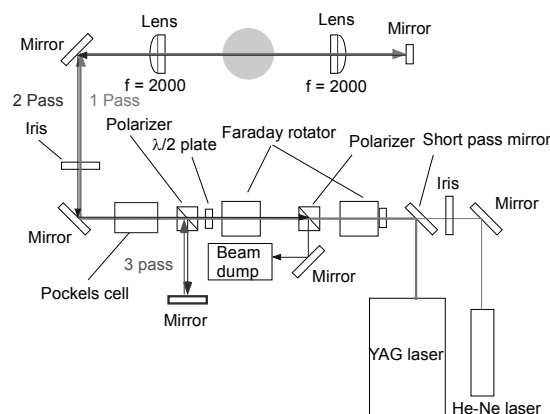 Lens
Lens
Mirror
Mirror
f = 2000
f = 2000
2 Pass
1 Pass
Polarizer
Faraday rotator
Polarizer
Short pass mirror
Iris
λ/2 plate
Iris
Mirror
Mirror
3 pass
Beam
dump
Mirror
Pockels cell
Mirror
YAG laser
He-Ne laser